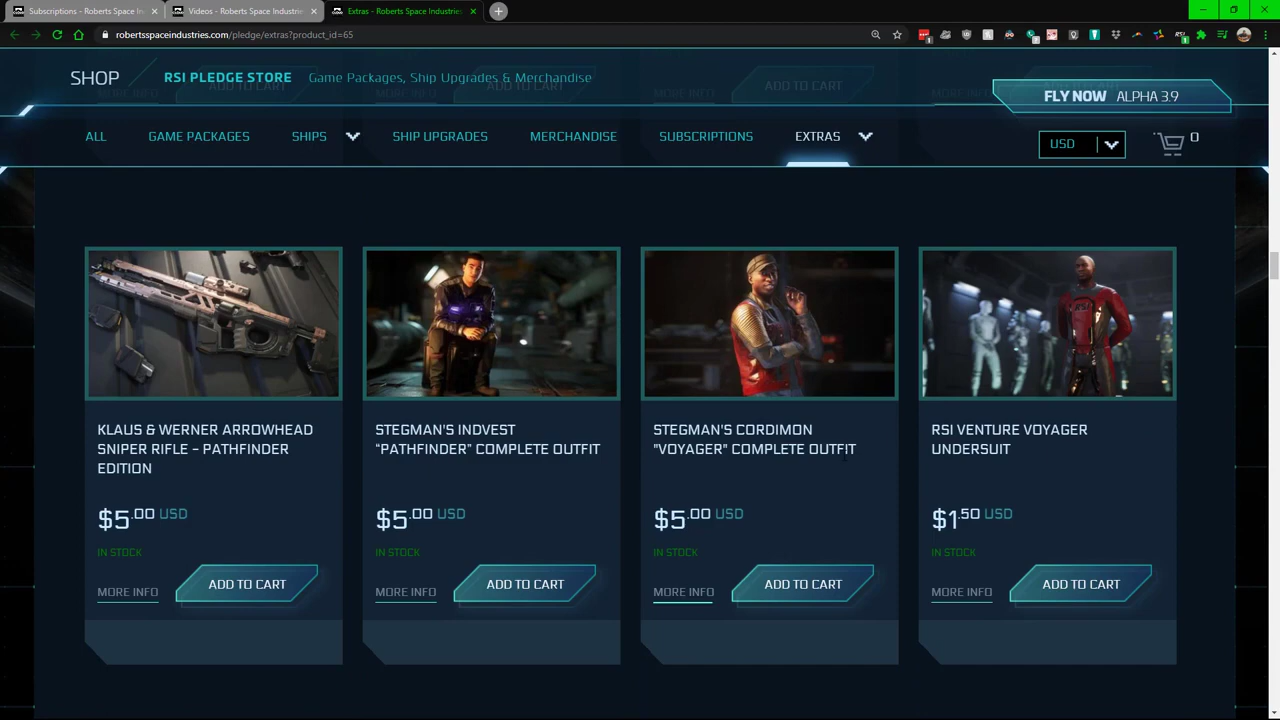 Subscriptions - Roberts Space In
Videos - Roberts Space Industrie
Extras - Roberts Space Industries
robertsspaceindustries.com/pledge/extras?product_id=65
SHOP
RSI PLEDGE STORE
Game Packages, Ship Upgrades & Merchandise
FLY NOW ALPHA 3.9
ALL
GAME PACKAGES
SHIPS
SHIP UPGRADES
MERCHANDISE
SUBSCRIPTIONS
EXTRAS
USD
0
KLAUS & WERNER ARROWHEAD
SNIPER RIFLE - PATHFINDER
EDITION
$5.00 USD
IN STOCK
MORE INFO
ADD TO CART
STEGMAN'S INDVEST
“PATHFINDER” COMPLETE OUTFIT
$5.00 USD
IN STOCK
MORE INFO
ADD TO CART
STEGMAN'S CORDIMON
"VOYAGER" COMPLETE OUTFIT
$5.00 USD
IN STOCK
MORE INFO
ADD TO CART
RSI VENTURE VOYAGER
UNDERSUIT
$1.50 USD
IN STOCK
MORE INFO
ADD TO CART